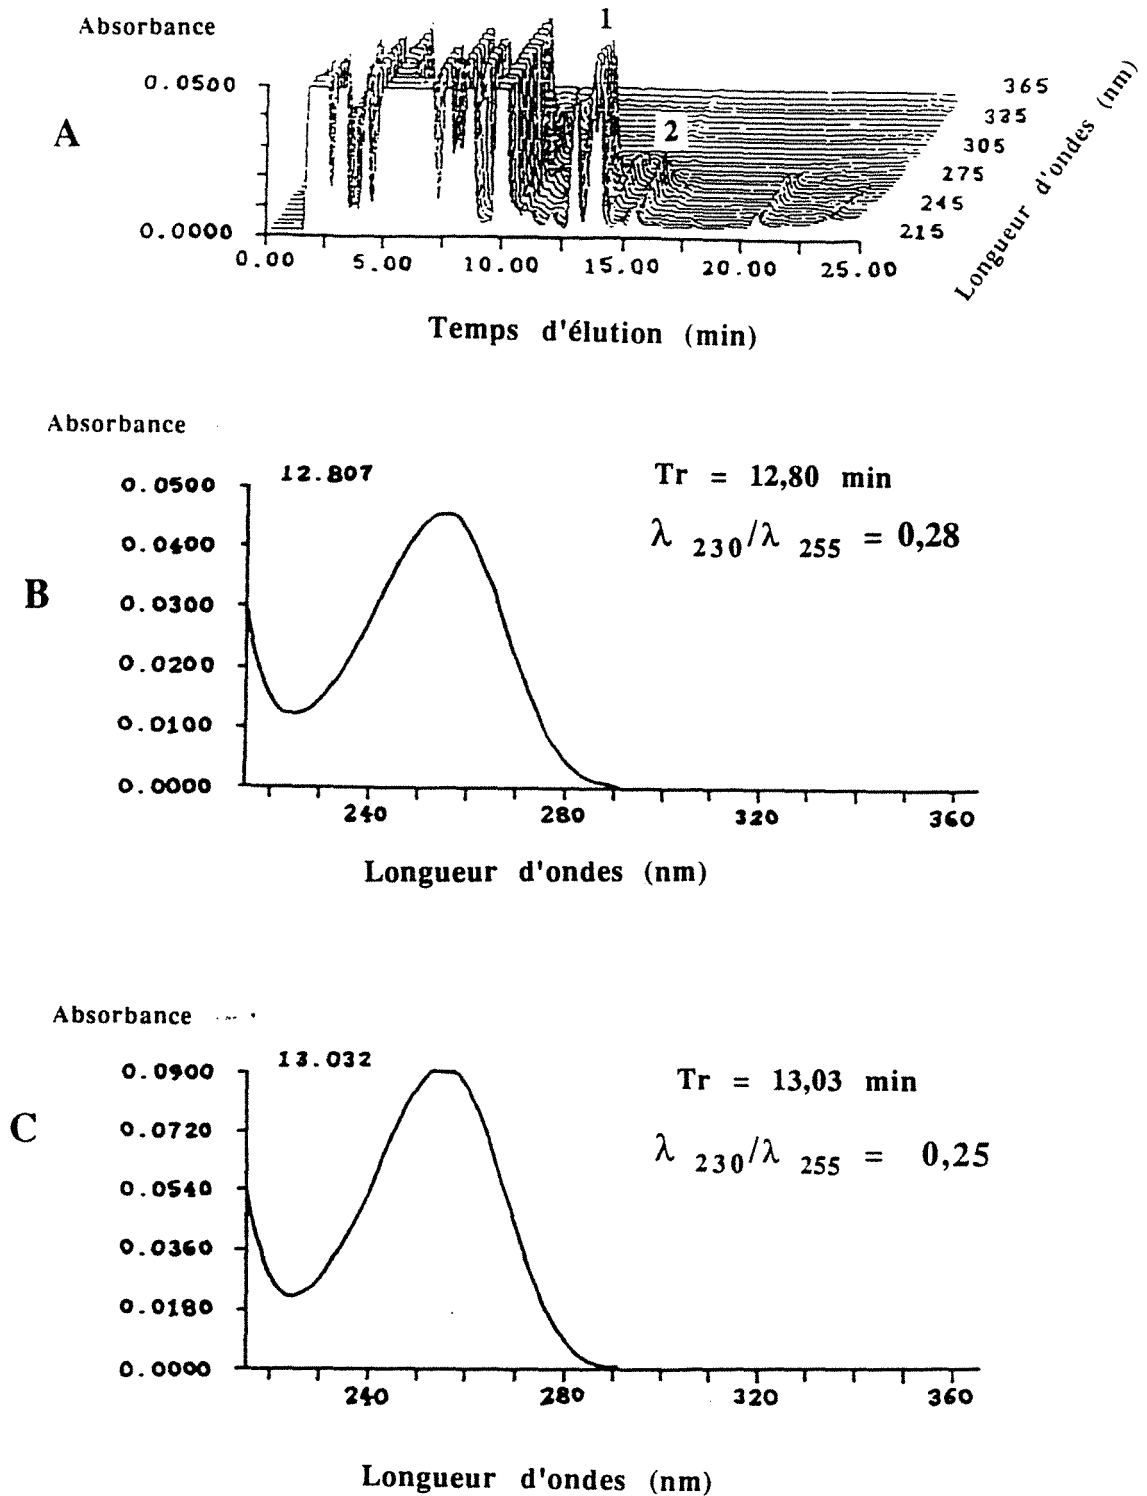 Absorbance
1
0.0500
365
A
335
2
305
275
245
0.0000
215
Longueur d'ondes (nm)
0.00 5.00 10.00 15.00 20.00 25.00
Temps d'élution (min)
Absorbance
12.807
Tr = 12,80 min
0.0500
λ 230/λ 255 = 0,28
0.0400
B
0.0300
0.0200
0.0100
0.0000
240 280 320 360
Longueur d'ondes (nm)
Absorbance
13.032
0.0900
Tr = 13,03 min
C
0.0720
λ 230/λ 255 = 0,25
0.0540
0.0360
0.0180
0.0000
240 280 320 360
Longueur d'ondes (nm)